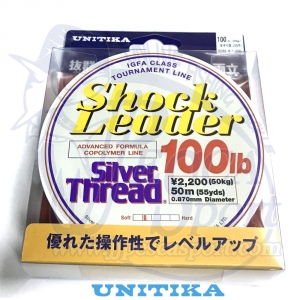 UNITIKA
100
IGFA CLASS
TOURNAMENT LINE
Shock
Leader
ADVANCED FORMULA
COPOLYMER LINE
100lb
Silver
Thread
¥2,200 (50kg)
50m (55yds)
0.870mm Diameter
Soft
Hard
優れた操作性でレベルアップ
UNITIKA